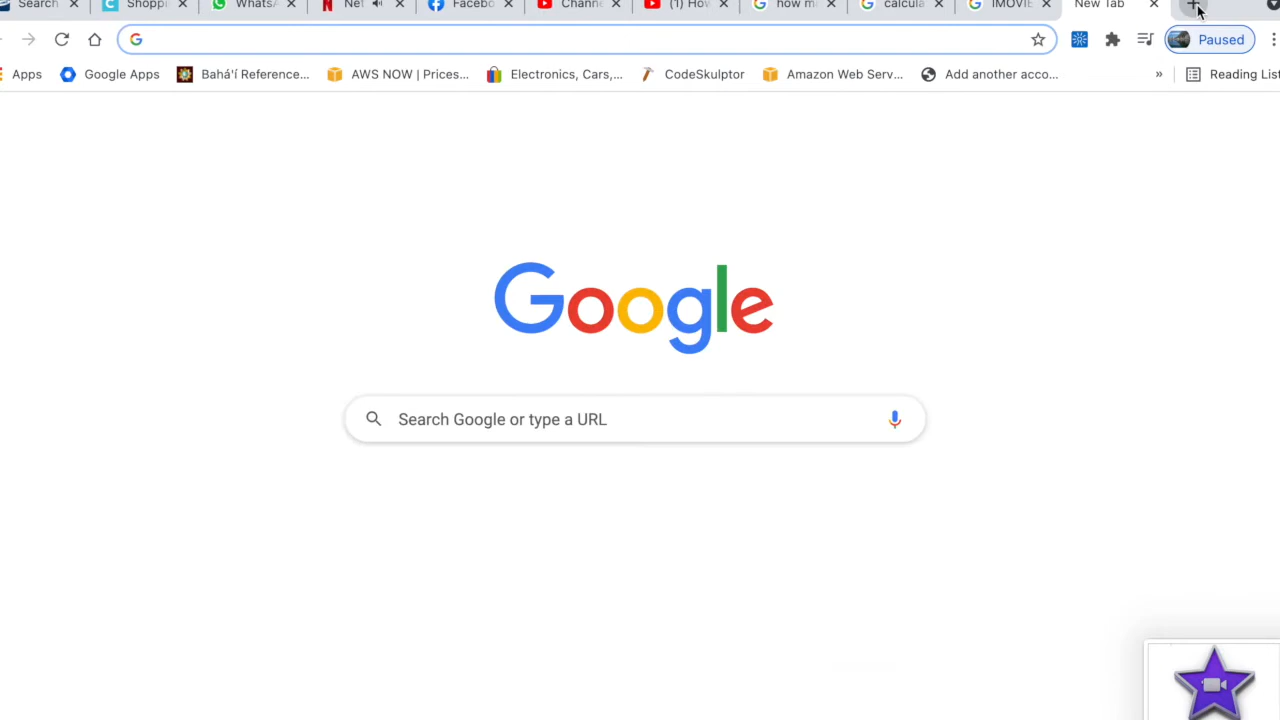 Search Shoppi WhatsA Net Facebo Channe (1) How how ma calcula IMOVIE New Tab
Paused
Apps Google Apps Bahá'í Reference... AWS NOW | Prices... Electronics, Cars,... CodeSkulptor Amazon Web Serv... Add another acco... » Reading List
Google
Search Google or type a URL